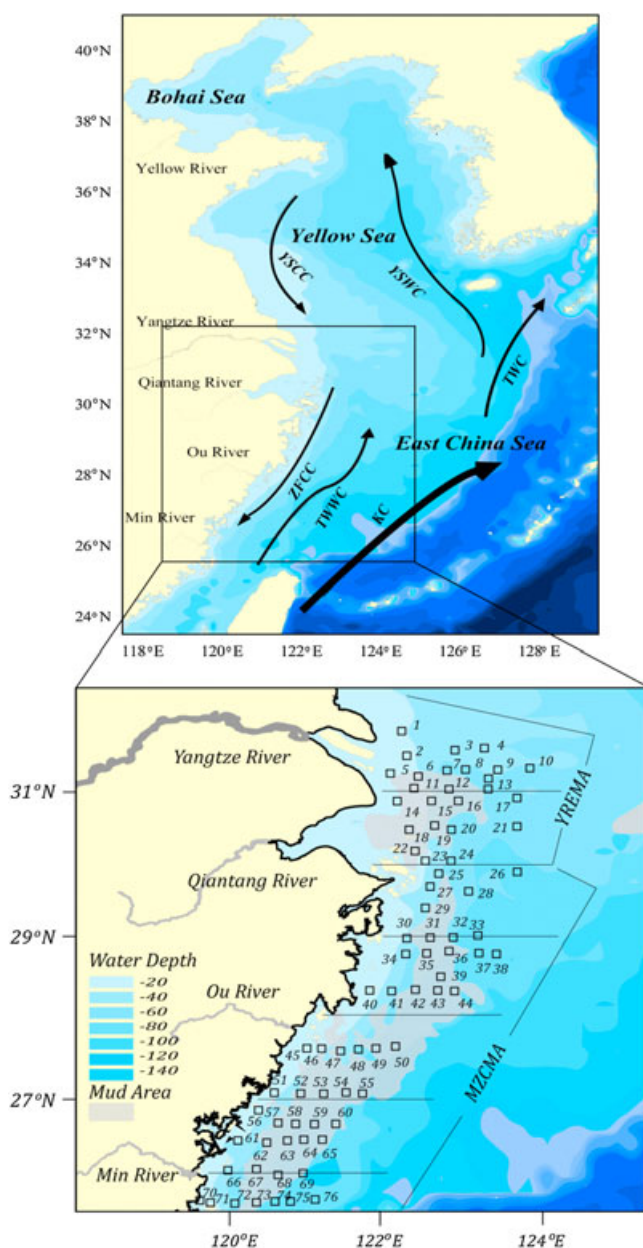 40°N
Bohai Sea
38°N
Yellow River
36°N
Yellow Sea
YSCC
YSWC
34°N
32°N
Yangtze River
TWC
Qiantang River
30°N
East China Sea
Ou River
28°N
ZFCC
TWWC
KC
Min River
26°N
24°N
118°E 120°E 122°E 124°E 126°E 128°E
1
2 3 4
Yangtze River
5 6 7 8 9 10
31°N
11 12 13
14 15 16 17
YREMA
18 19 20 21
22 23 24
Qiantang River
25 26
27 28
29
30 31 32 33
29°N
Water Depth
-20
-40
-60
-80
-100
-120
-140
Mud Area
34 35 36 37 38
39
Ou River
40 41 42 43 44
45 46 47 48 49 50
MZCMA
51 52 53 54 55
27°N
56 57 58 59 60
61 62 63 64 65
Min River
66 67 68 69
70 71 72 73 74 75 76
120°E 122°E 124°E